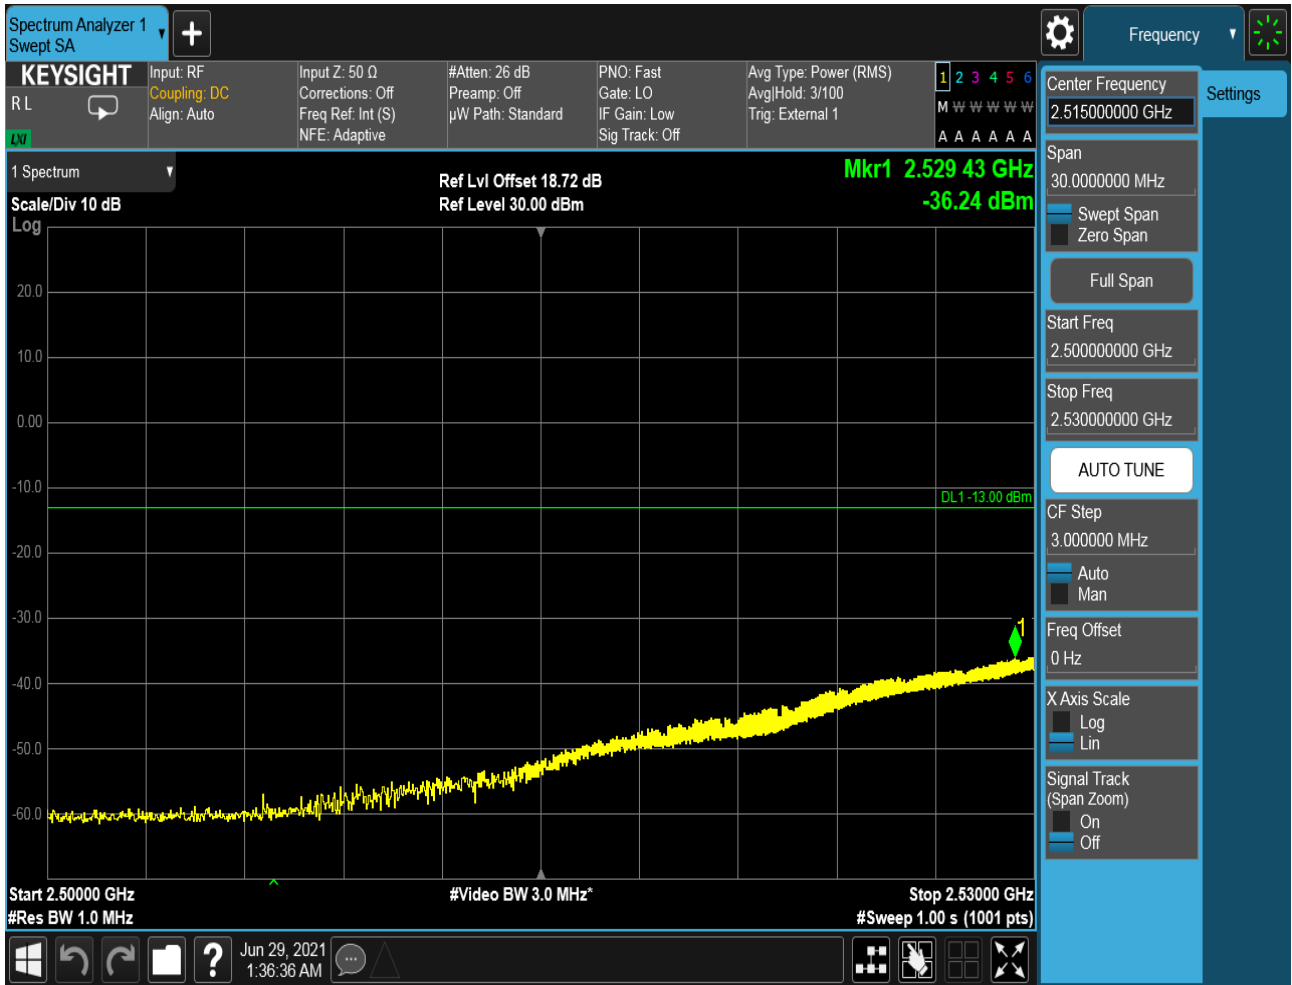 Spectrum Analyzer 1
Swept SA
Frequency
KEYSIGHT
R L
LXI
Input: RF
Coupling: DC
Align: Auto
Input Z: 50 Ω
Corrections: Off
Freq Ref: Int (S)
NFE: Adaptive
#Atten: 26 dB
Preamp: Off
µW Path: Standard
PNO: Fast
Gate: LO
IF Gain: Low
Sig Track: Off
Avg Type: Power (RMS)
Avg|Hold: 3/100
Trig: External 1
1 2 3 4 5 6
M W W W W W
A A A A A A
1 Spectrum
Scale/Div 10 dB
Log
Ref Lvl Offset 18.72 dB
Ref Level 30.00 dBm
Mkr1 2.529 43 GHz
-36.24 dBm
20.0
10.0
0.00
-10.0
DL1 -13.00 dBm
-20.0
-30.0
1
-40.0
-50.0
-60.0
Start 2.50000 GHz
#Res BW 1.0 MHz
#Video BW 3.0 MHz*
Stop 2.53000 GHz
#Sweep 1.00 s (1001 pts)
Jun 29, 2021
1:36:36 AM
Center Frequency
2.515000000 GHz
Settings
Span
30.0000000 MHz
Swept Span
Zero Span
Full Span
Start Freq
2.500000000 GHz
Stop Freq
2.530000000 GHz
AUTO TUNE
CF Step
3.000000 MHz
Auto
Man
Freq Offset
0 Hz
X Axis Scale
Log
Lin
Signal Track
(Span Zoom)
On
Off